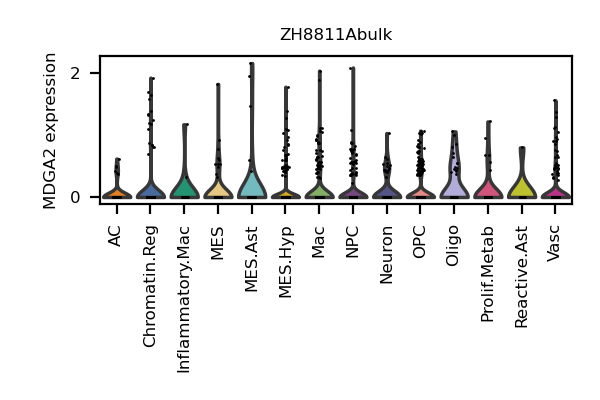 ZH8811Abulk
MDGA2 expression
2
0
AC
Chromatin.Reg
Inflammatory.Mac
MES
MES.Ast
MES.Hyp
Mac
NPC
Neuron
OPC
Oligo
Prolif.Metab
Reactive.Ast
Vasc